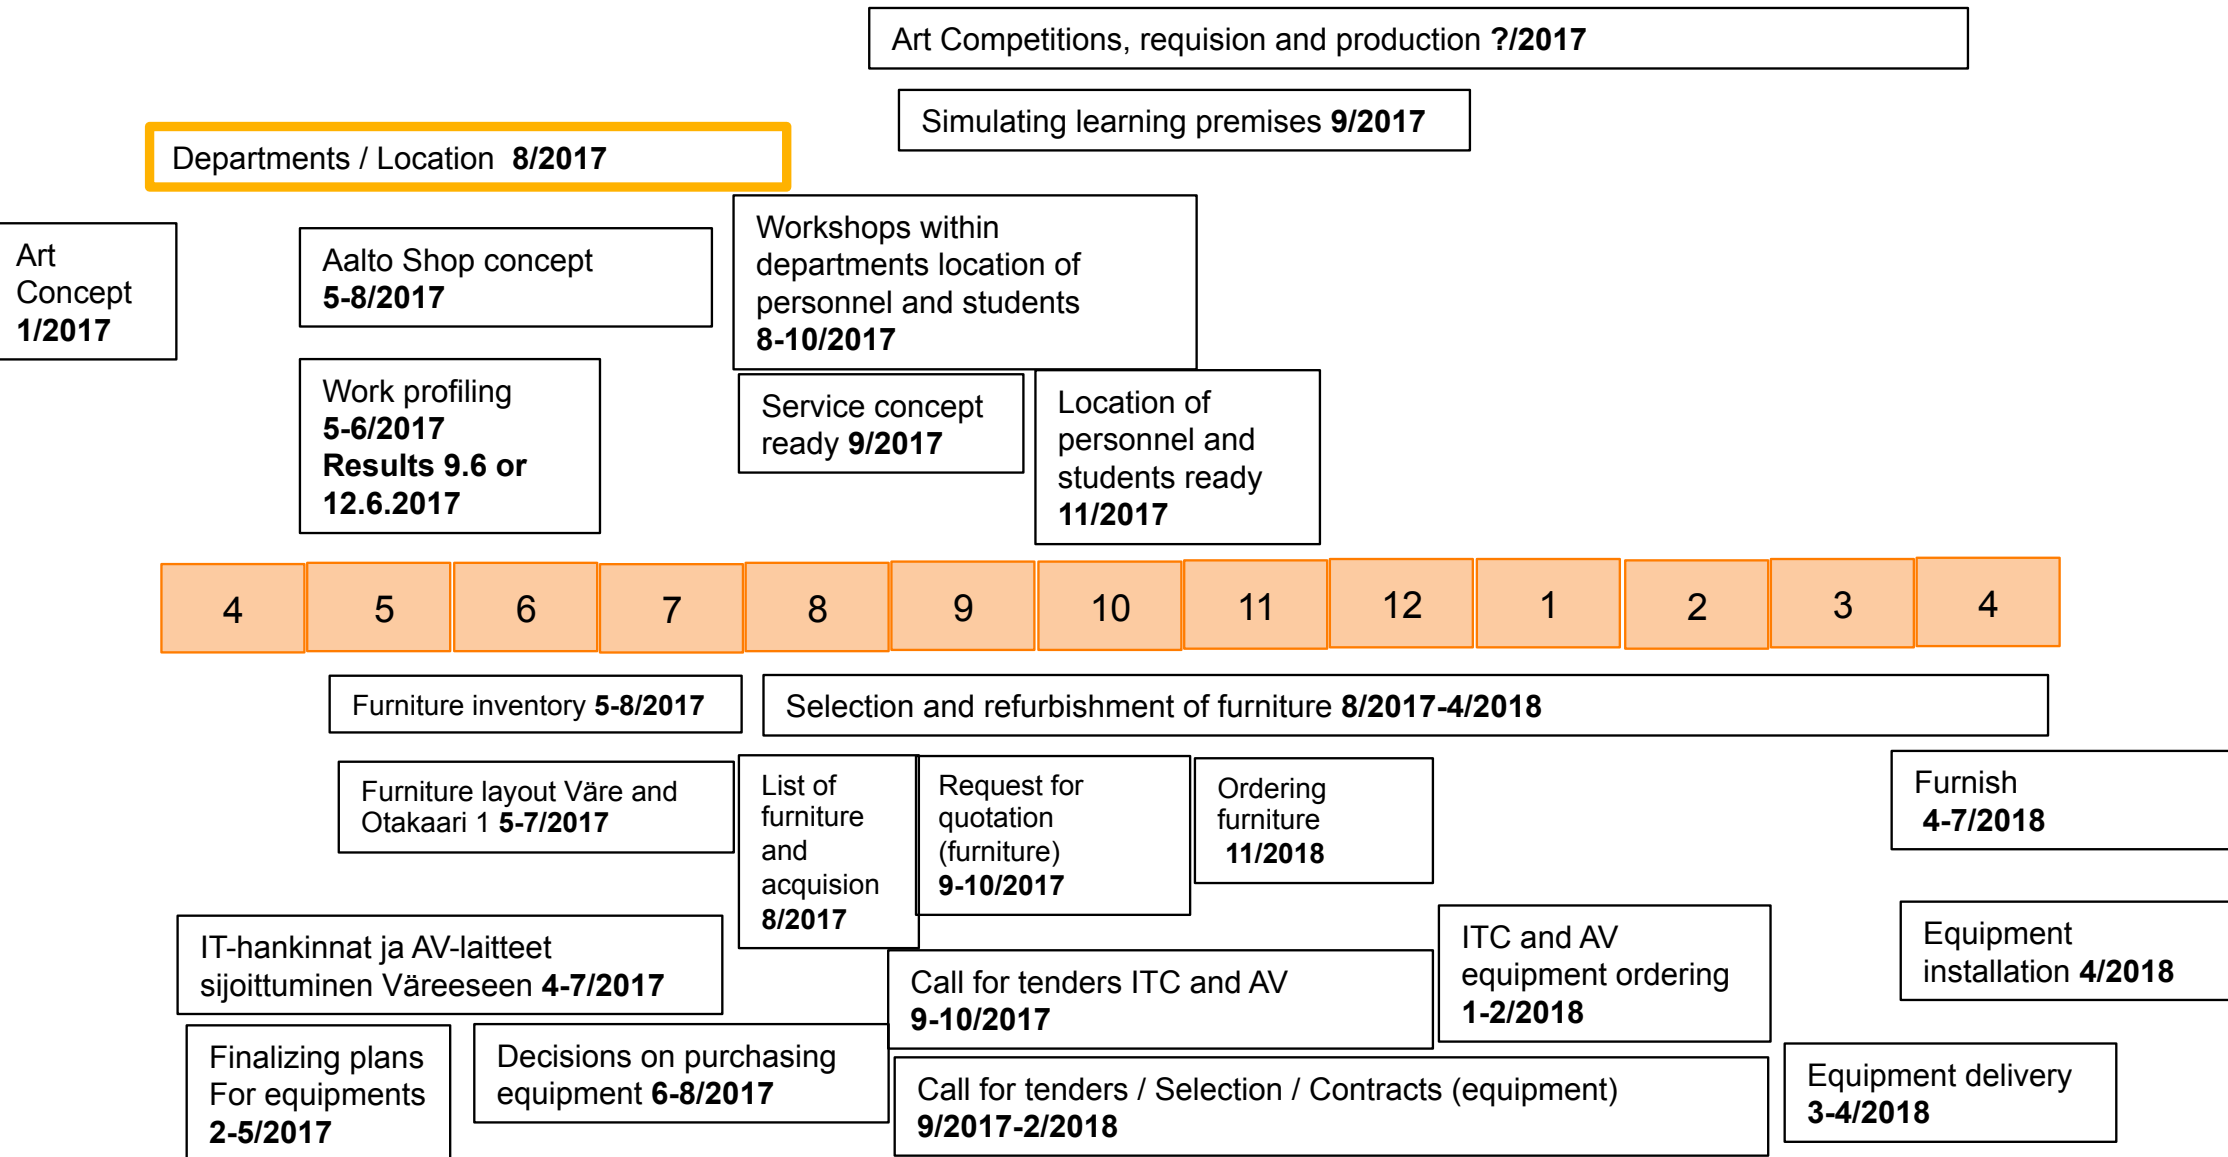 Art Competitions, requision and production ?/2017
Simulating learning premises 9/2017
Departments / Location 8/2017
Art
Concept
1/2017
Aalto Shop concept
5-8/2017
Workshops within
departments location of
personnel and students
8-10/2017
Work profiling
5-6/2017
Results 9.6 or
12.6.2017
Service concept
ready 9/2017
Location of
personnel and
students ready
11/2017
4 5 6 7 8 9 10 11 12 1 2 3 4
Furniture inventory 5-8/2017
Selection and refurbishment of furniture 8/2017-4/2018
Furniture layout Väre and
Otakaari 1 5-7/2017
List of
furniture
and
acquision
8/2017
Request for
quotation
(furniture)
9-10/2017
Ordering
furniture
11/2018
Furnish
4-7/2018
IT-hankinnat ja AV-laitteet
sijoittuminen Väreeseen 4-7/2017
Call for tenders ITC and AV
9-10/2017
ITC and AV
equipment ordering
1-2/2018
Equipment
installation 4/2018
Finalizing plans
For equipments
2-5/2017
Decisions on purchasing
equipment 6-8/2017
Call for tenders / Selection / Contracts (equipment)
9/2017-2/2018
Equipment delivery
3-4/2018